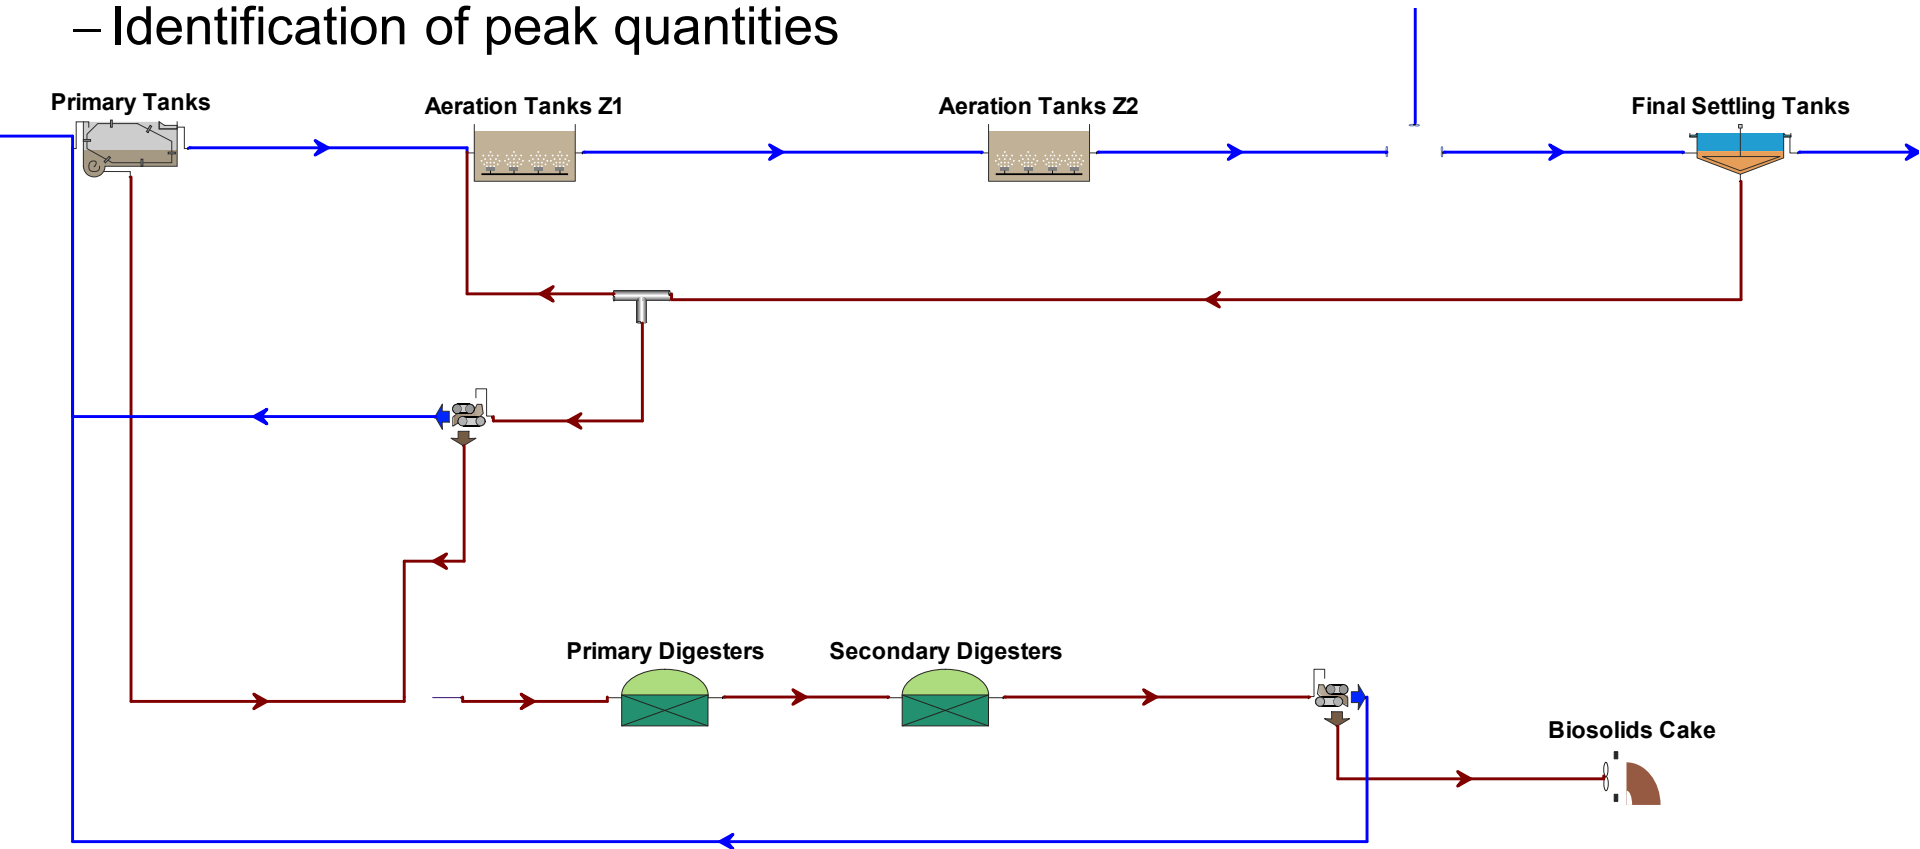 – Identification of peak quantities
Primary Tanks
Aeration Tanks Z1
Aeration Tanks Z2
Final Settling Tanks
Primary Digesters
Secondary Digesters
Biosolids Cake